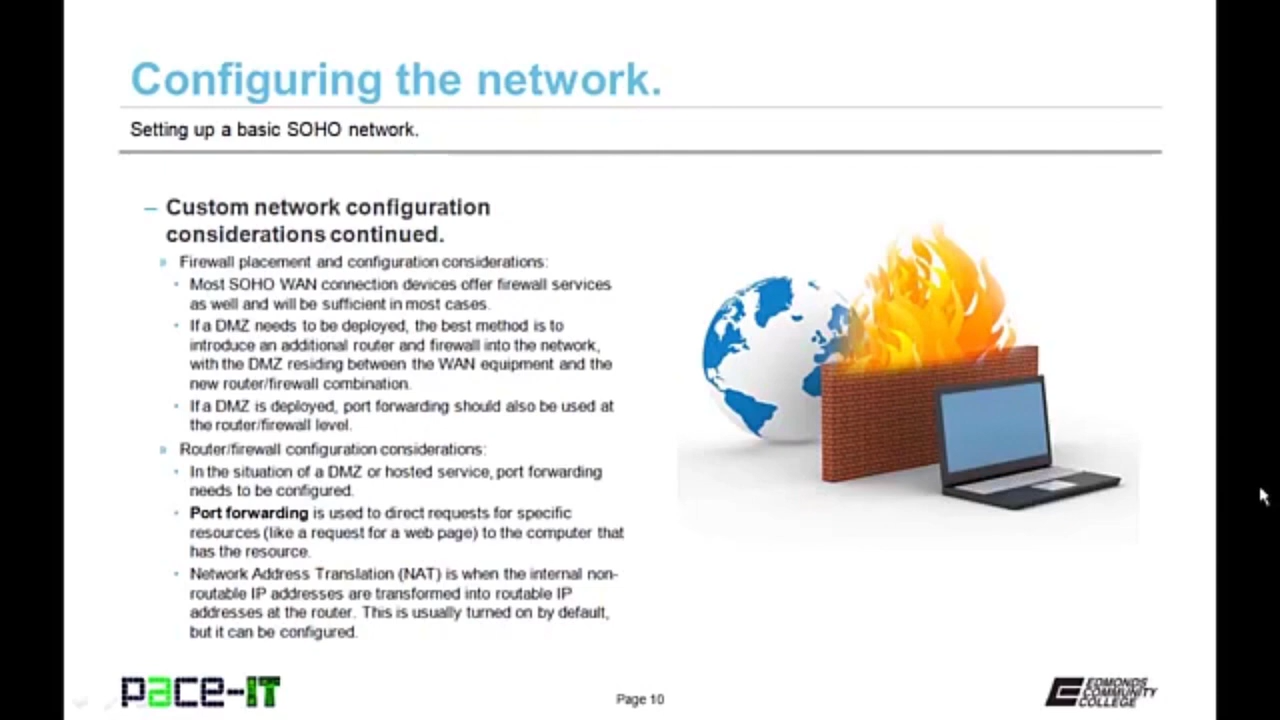 Configuring the network.
Setting up a basic SOHO network.
– Custom network configuration
considerations continued.
» Firewall placement and configuration considerations:
• Most SOHO WAN connection devices offer firewall services
as well and will be sufficient in most cases.
• If a DMZ needs to be deployed, the best method is to
introduce an additional router and firewall into the network,
with the DMZ residing between the WAN equipment and the
new router/firewall combination.
• If a DMZ is deployed, port forwarding should also be used at
the router/firewall level.
» Router/firewall configuration considerations:
• In the situation of a DMZ or hosted service, port forwarding
needs to be configured.
• Port forwarding is used to direct requests for specific
resources (like a request for a web page) to the computer that
has the resource.
• Network Address Translation (NAT) is when the internal non-
routable IP addresses are transformed into routable IP
addresses at the router. This is usually turned on by default,
but it can be configured.
pace-IT
Page 10
EDMONDS
COMMUNITY
COLLEGE